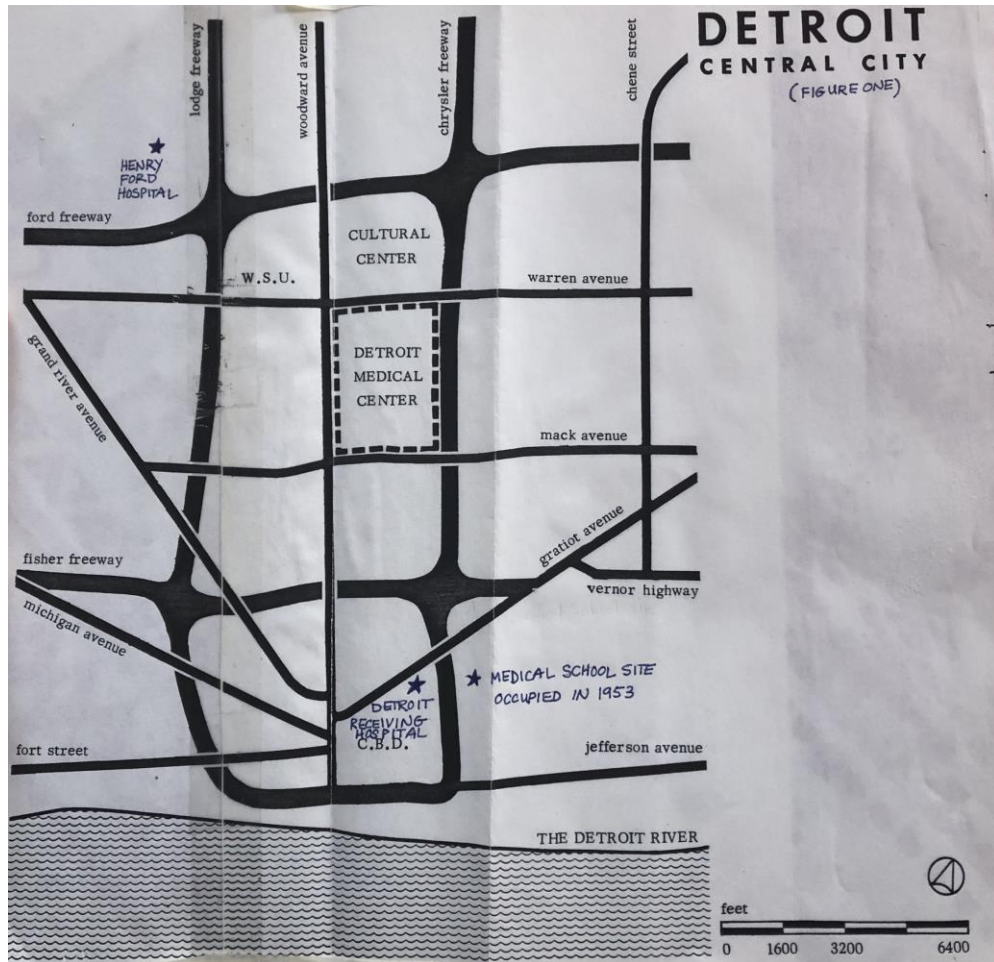 DETROIT
CENTRAL CITY
(FIGURE ONE)
lodge freeway
woodward avenue
chrysler freeway
chene street
HENRY
FORD
HOSPITAL
ford freeway
CULTURAL
CENTER
W.S.U.
warren avenue
grand river avenue
DETROIT
MEDICAL
CENTER
mack avenue
gratiot avenue
fisher freeway
vernor highway
michigan avenue
MEDICAL SCHOOL SITE
OCCUPIED IN 1953
DETROIT
RECEIVING
HOSPITAL
C.B.D.
fort street
jefferson avenue
THE DETROIT RIVER
feet
0 1600 3200 6400